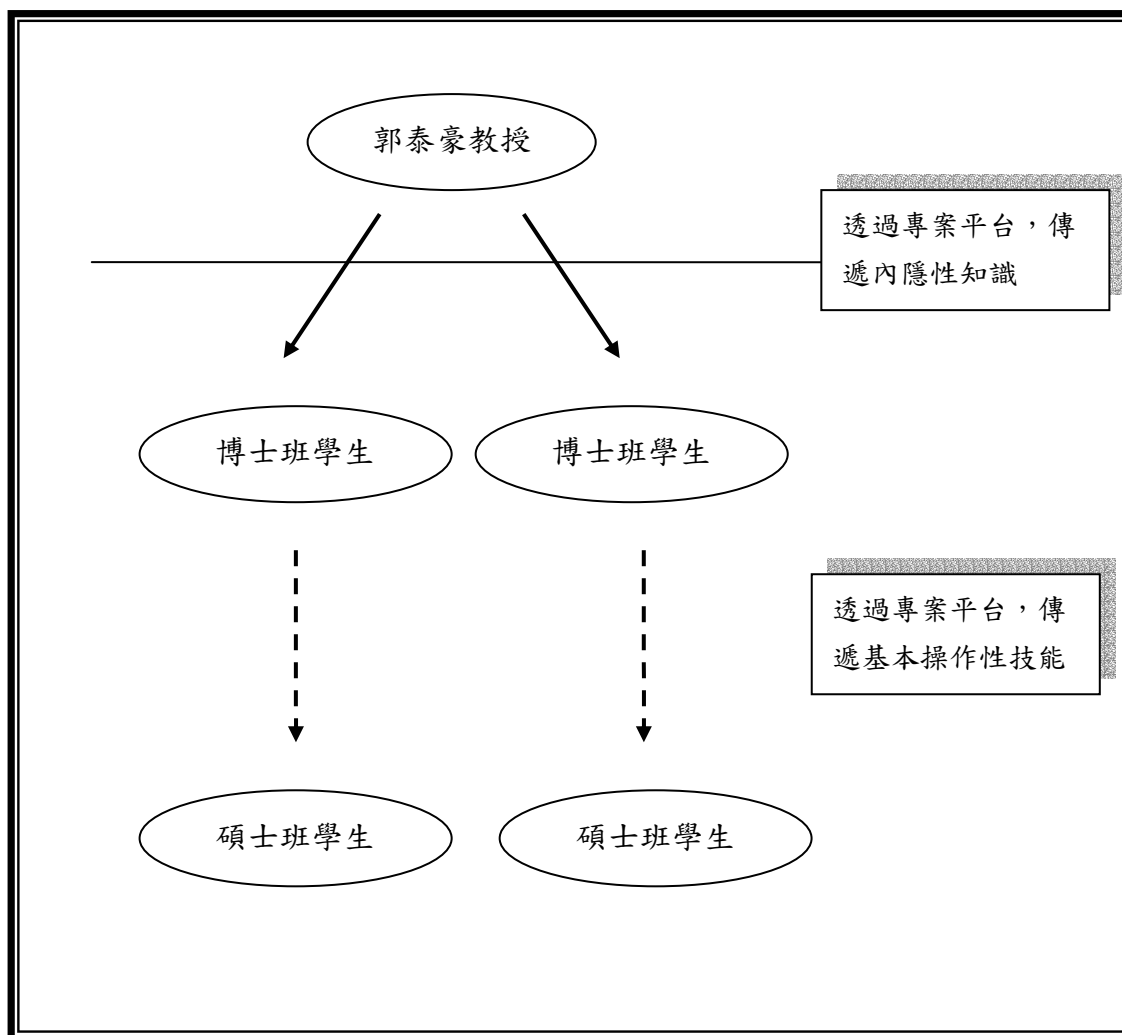 郭泰豪教授
透過專案平台，傳
遞內隱性知識
博士班學生
博士班學生
透過專案平台，傳
遞基本操作性技能
碩士班學生
碩士班學生